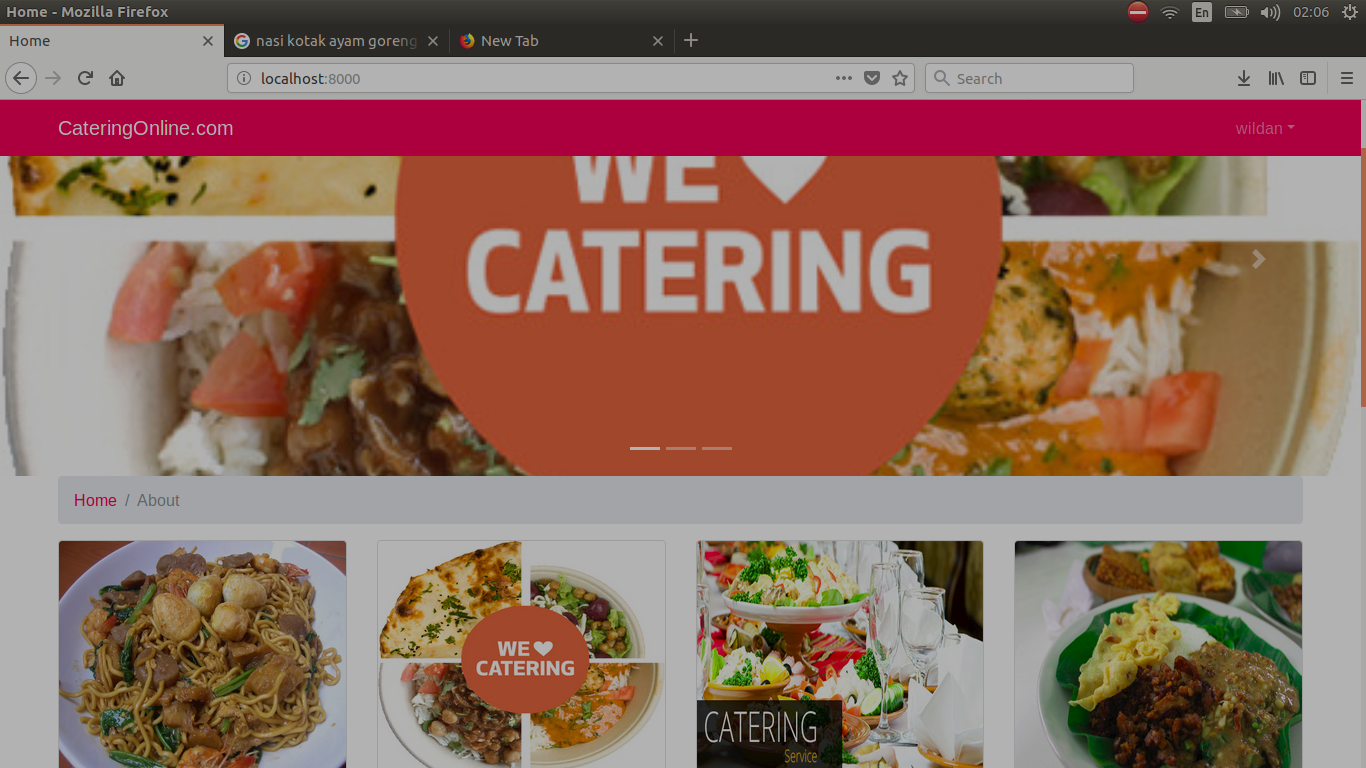 Home - Mozilla Firefox
En
02:06
Home
nasi kotak ayam goreng
New Tab
localhost:8000
Search
CateringOnline.com
wildan
WE
CATERING
Home / About
WE
CATERING
CATERING
Service